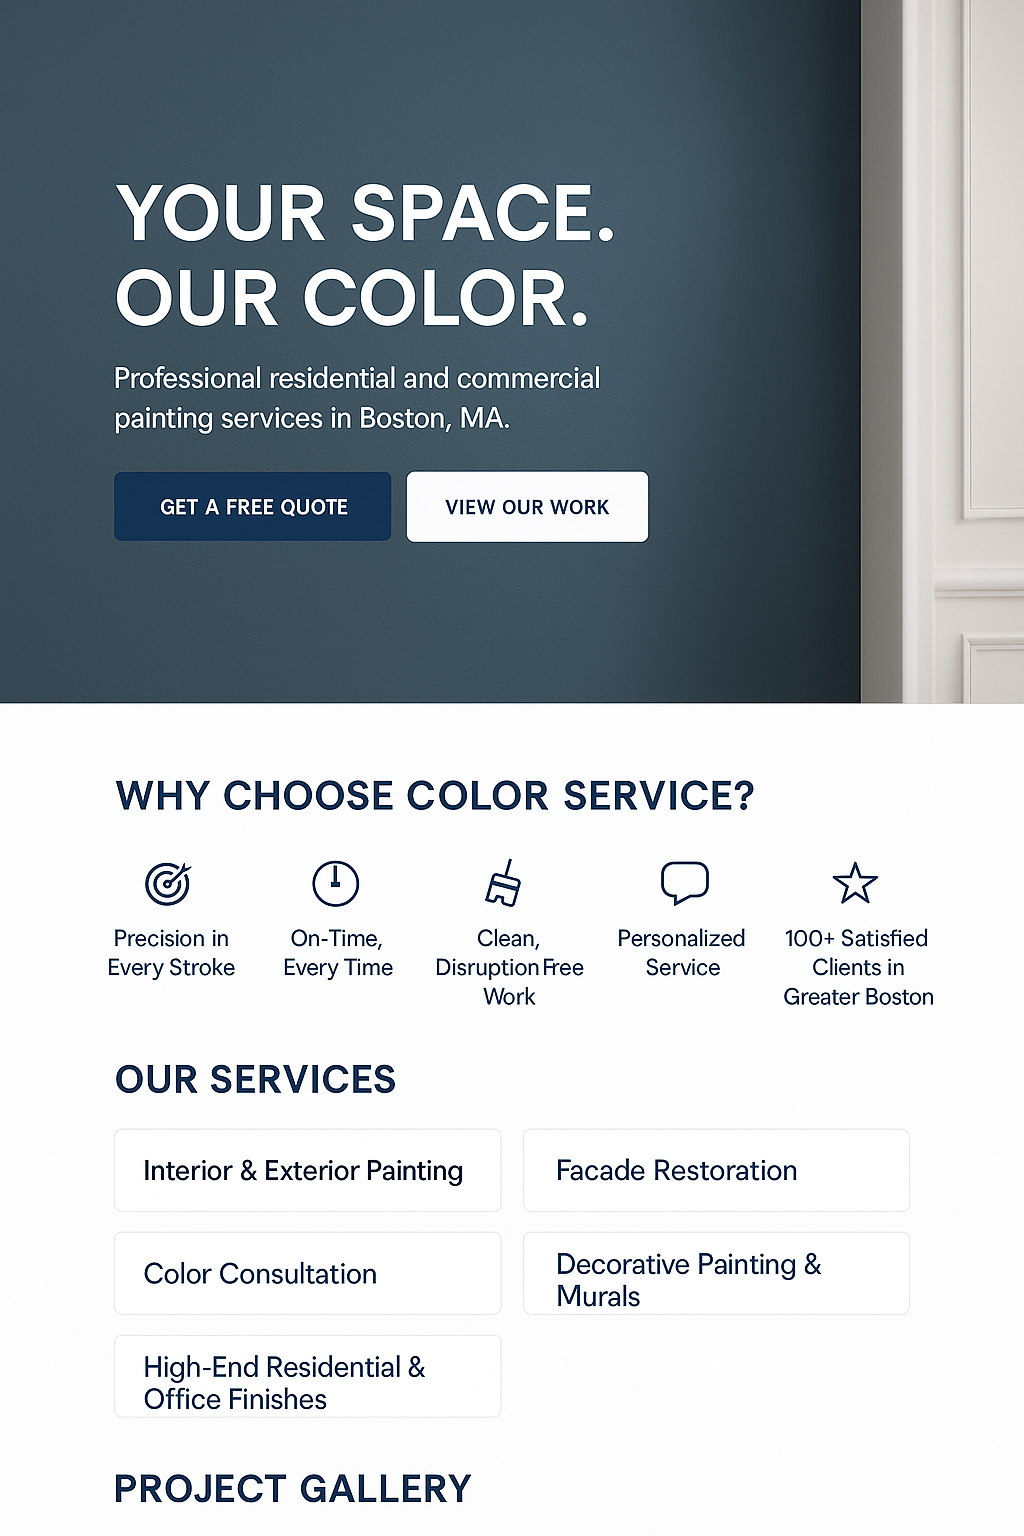 YOUR SPACE.
OUR COLOR.
Professional residential and commercial
painting services in Boston, MA.
GET A FREE QUOTE
VIEW OUR WORK
WHY CHOOSE COLOR SERVICE?
Precision in
Every Stroke
On-Time,
Every Time
Clean,
Disruption Free
Work
Personalized
Service
100+ Satisfied
Clients in
Greater Boston
OUR SERVICES
Interior & Exterior Painting
Facade Restoration
Color Consultation
Decorative Painting &
Murals
High-End Residential &
Office Finishes
PROJECT GALLERY